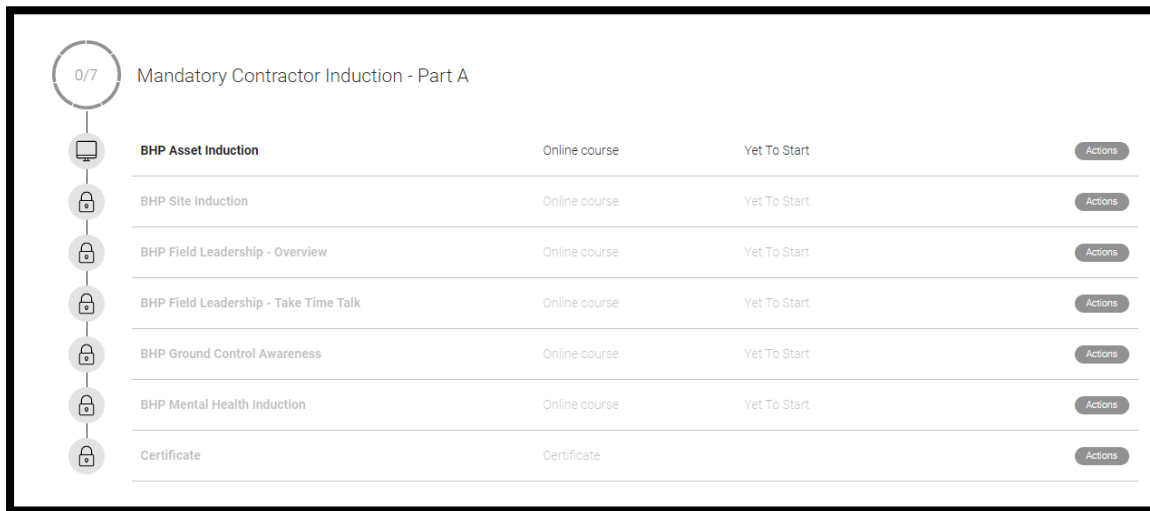 0/7 Mandatory Contractor Induction - Part A
BHP Asset Induction Online course Yet To Start Actions
BHP Site Induction Online course Yet To Start Actions
BHP Field Leadership - Overview Online course Yet To Start Actions
BHP Field Leadership - Take Time Talk Online course Yet To Start Actions
BHP Ground Control Awareness Online course Yet To Start Actions
BHP Mental Health Induction Online course Yet To Start Actions
Certificate Certificate Actions